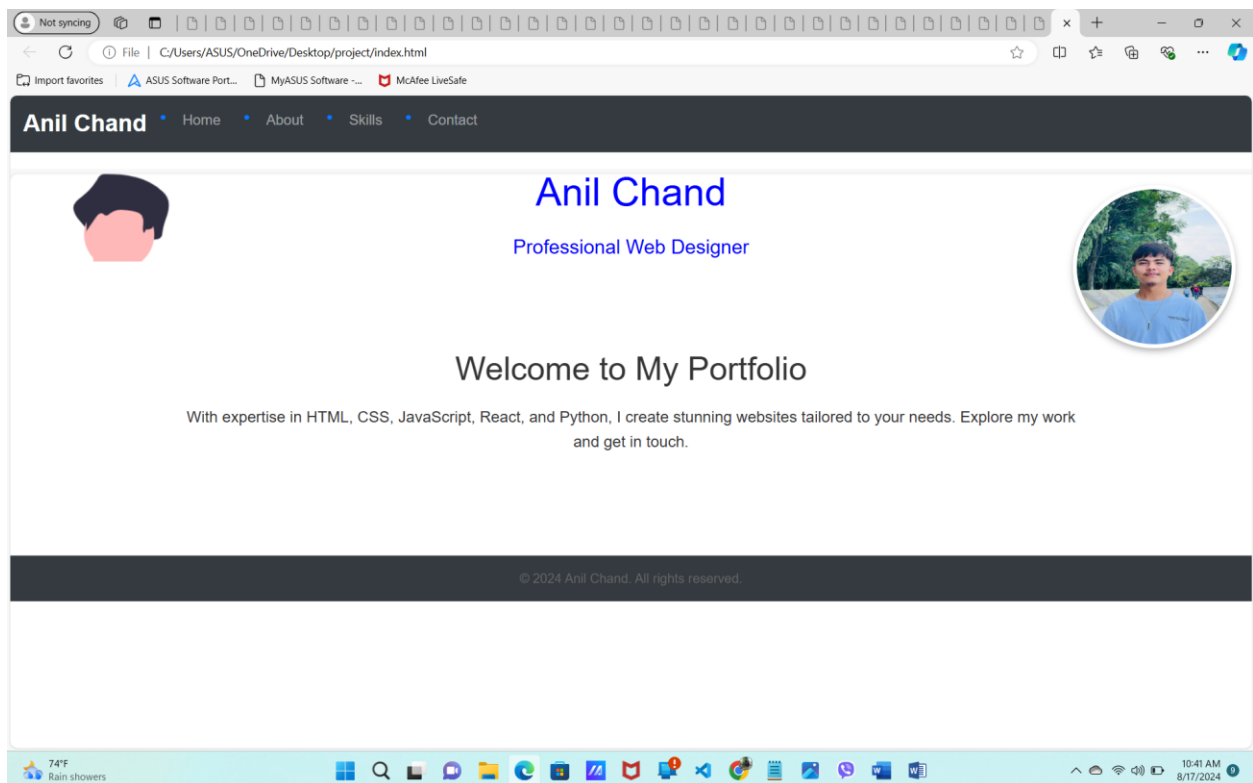 Not syncing
File | C:/Users/ASUS/OneDrive/Desktop/project/index.html
Import favorites ASUS Software Port... MyASUS Software -... McAfee LiveSafe
Anil Chand • Home • About • Skills • Contact
Anil Chand
Professional Web Designer
Welcome to My Portfolio
With expertise in HTML, CSS, JavaScript, React, and Python, I create stunning websites tailored to your needs. Explore my work
and get in touch.
© 2024 Anil Chand. All rights reserved.
74°F
Rain showers
10:41 AM
8/17/2024